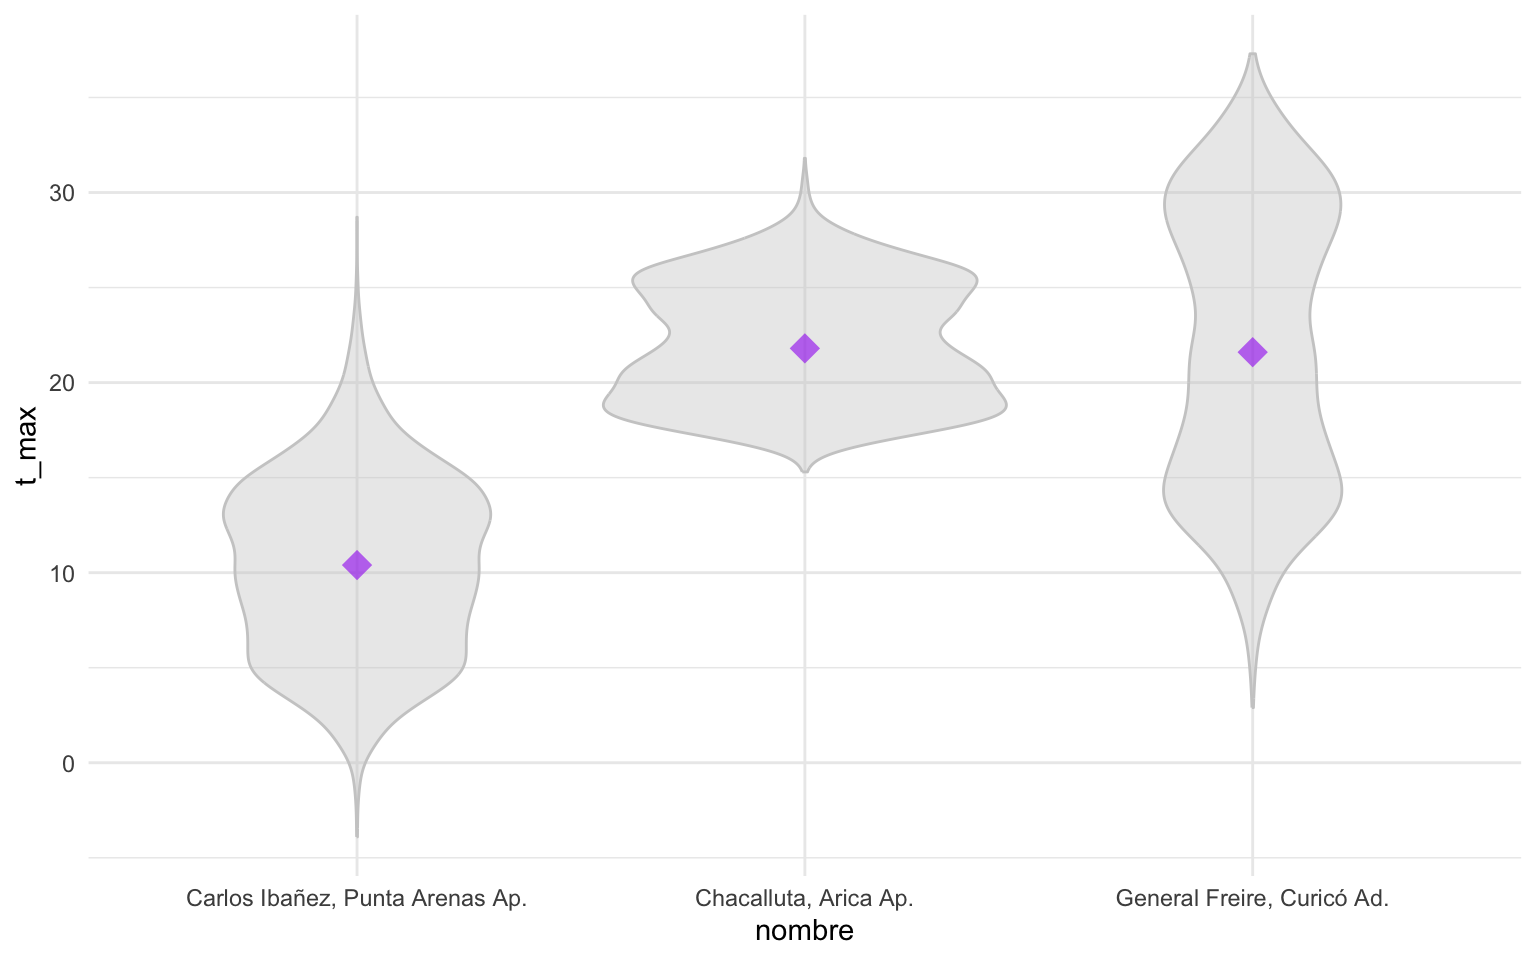 30
20
10
0
t_max
Carlos Ibañez, Punta Arenas Ap.
Chacalluta, Arica Ap.
General Freire, Curicó Ad.
nombre